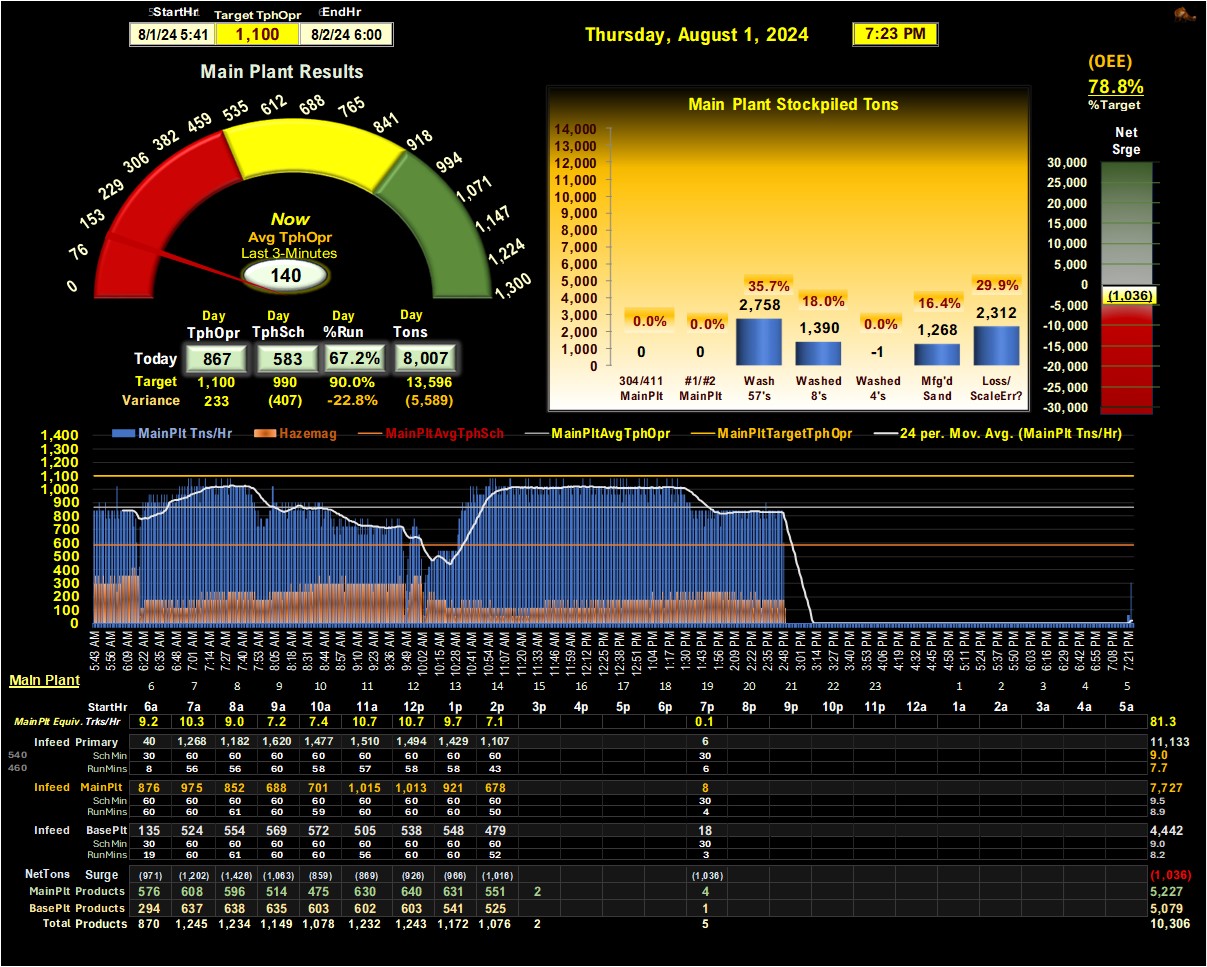 StartHr Target TphOpr EndHr
8/1/24 5:41 1,100 8/2/24 6:00
Thursday, August 1, 2024 7:23 PM
Main Plant Results
0 76 153 229 306 382 459 535 612 688 765 841 918 994 1,071 1,147 1,224 1,300
Now
Avg TphOpr
Last 3-Minutes
140
Day Day Day Day
TphOpr TphSch %Run Tons
Today 867 583 67.2% 8,007
Target 1,100 990 90.0% 13,596
Variance 233 (407) -22.8% (5,589)
Main Plant Stockpiled Tons
14,000
13,000
12,000
11,000
10,000
9,000
8,000
7,000
6,000
5,000
4,000
3,000
2,000
1,000
0
0.0% 0.0% 35.7% 18.0% 0.0% 16.4% 29.9%
0 0 2,758 1,390 -1 1,268 2,312
304/411 #1/#2 Wash Washed Washed Mfg'd Loss/
MainPlt MainPlt 57's 8's 4's Sand ScaleErr?
(OEE)
78.8%
%Target
Net
Srge
30,000
25,000
20,000
15,000
10,000
5,000
0
(1,036)
-5,000
-10,000
-15,000
-20,000
-25,000
-30,000
MainPlt Tns/Hr Hazemag MainPltAvgTphSch MainPltAvgTphOpr MainPltTargetTphOpr 24 per. Mov. Avg. (MainPlt Tns/Hr)
1,400
1,300
1,200
1,100
1,000
900
800
700
600
500
400
300
200
100
0
5:43 AM 5:56 AM 6:09 AM 6:22 AM 6:35 AM 6:48 AM 7:01 AM 7:14 AM 7:27 AM 7:40 AM 7:53 AM 8:05 AM 8:18 AM 8:31 AM 8:44 AM 8:57 AM 9:10 AM 9:23 AM 9:36 AM 9:48 AM 10:02 AM 10:15 AM 10:28 AM 10:41 AM 10:54 AM 11:07 AM 11:20 AM 11:33 AM 11:46 AM 11:59 AM 12:12 PM 12:25 PM 12:38 PM 12:51 PM 1:04 PM 1:17 PM 1:30 PM 1:43 PM 1:56 PM 2:09 PM 2:22 PM 2:35 PM 2:48 PM 3:01 PM 3:14 PM 3:27 PM 3:40 PM 3:53 PM 4:06 PM 4:19 PM 4:32 PM 4:45 PM 4:58 PM 5:11 PM 5:24 PM 5:37 PM 5:50 PM 6:03 PM 6:16 PM 6:29 PM 6:42 PM 6:55 PM 7:08 PM 7:21 PM
Main Plant
6 7 8 9 10 11 12 13 14 15 16 17 18 19 20 21 22 23 1 2 3 4 5
StartHr 6a 7a 8a 9a 10a 11a 12p 1p 2p 3p 4p 5p 6p 7p 8p 9p 10p 11p 12a 1a 2a 3a 4a 5a
MainPlt Equiv. Trks/Hr 9.2 10.3 9.0 7.2 7.4 10.7 10.7 9.7 7.1 0.1 81.3
Infeed Primary 40 1,268 1,182 1,620 1,477 1,510 1,494 1,429 1,107 6 11,133
540 SchMin 30 60 60 60 60 60 60 60 60 30 9.0
460 RunMins 8 56 56 60 58 57 58 58 43 6 7.7
Infeed MainPlt 876 975 852 688 701 1,015 1,013 921 678 8 7,727
SchMin 60 60 60 60 60 60 60 60 60 30 9.5
RunMins 60 60 61 60 59 60 60 60 50 4 8.9
Infeed BasePlt 135 524 554 569 572 505 538 548 479 18 4,442
SchMin 30 60 60 60 60 60 60 60 60 30 9.0
RunMins 19 60 61 60 60 56 60 60 52 3 8.2
NetTons Surge (971) (1,202) (1,426) (1,063) (859) (869) (926) (966) (1,016) (1,036) (1,036)
MainPlt Products 576 608 596 514 475 630 640 631 551 2 4 5,227
BasePlt Products 294 637 638 635 603 602 603 541 525 1 5,079
Total Products 870 1,245 1,234 1,149 1,078 1,232 1,243 1,172 1,076 2 5 10,306